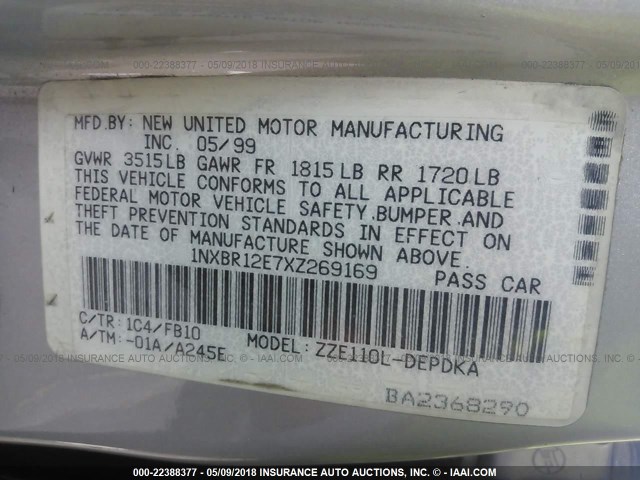 000-22388377 - 05/09/2018 - INSURANCE AUTO AUCTIONS - © - IAAI.COM
MFD.BY: NEW UNITED MOTOR MANUFACTURING
INC. 05/99
GVWR 3515LB GAWR FR 1815LB RR 1720LB
THIS VEHICLE CONFORMS TO ALL APPLICABLE
FEDERAL MOTOR VEHICLE SAFETY,BUMPER,AND
THEFT PREVENTION STANDARDS IN EFFECT ON
THE DATE OF MANUFACTURE SHOWN ABOVE.
1NXBR12E7XZ269169 PASS CAR
C/TR: 1C4/FB10 MODEL: ZZE110L-DEPDKA
A/TM: -01A/A245E
BA2368290
000-22388377 - 05/09/2018 INSURANCE AUTO AUCTIONS, INC. - © - IAAI.COM